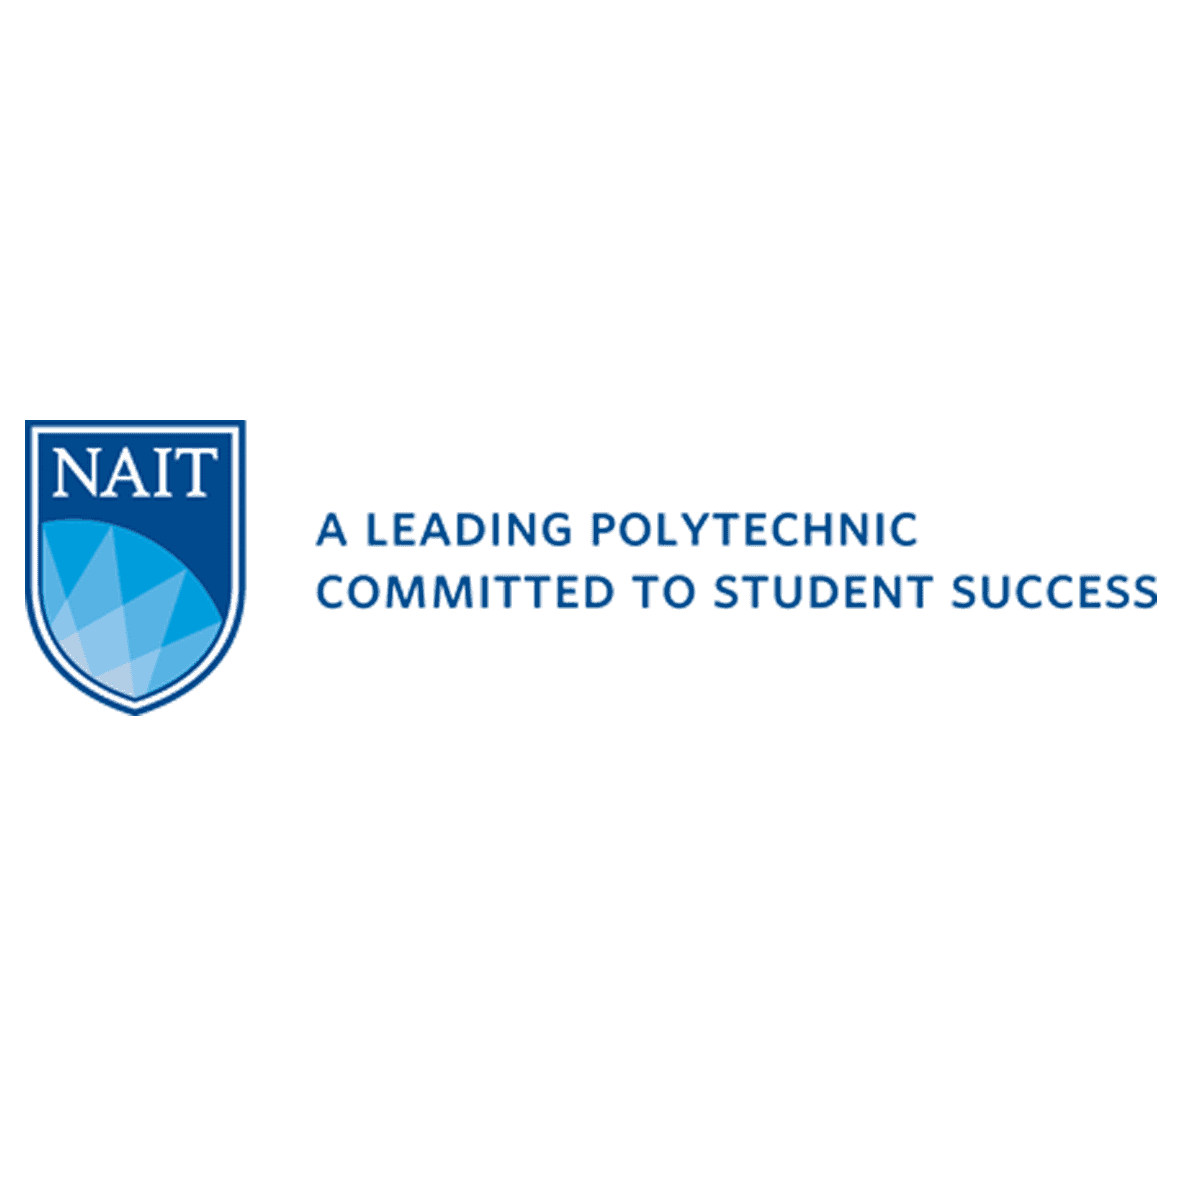 NAIT
A LEADING POLYTECHNIC
COMMITTED TO STUDENT SUCCESS